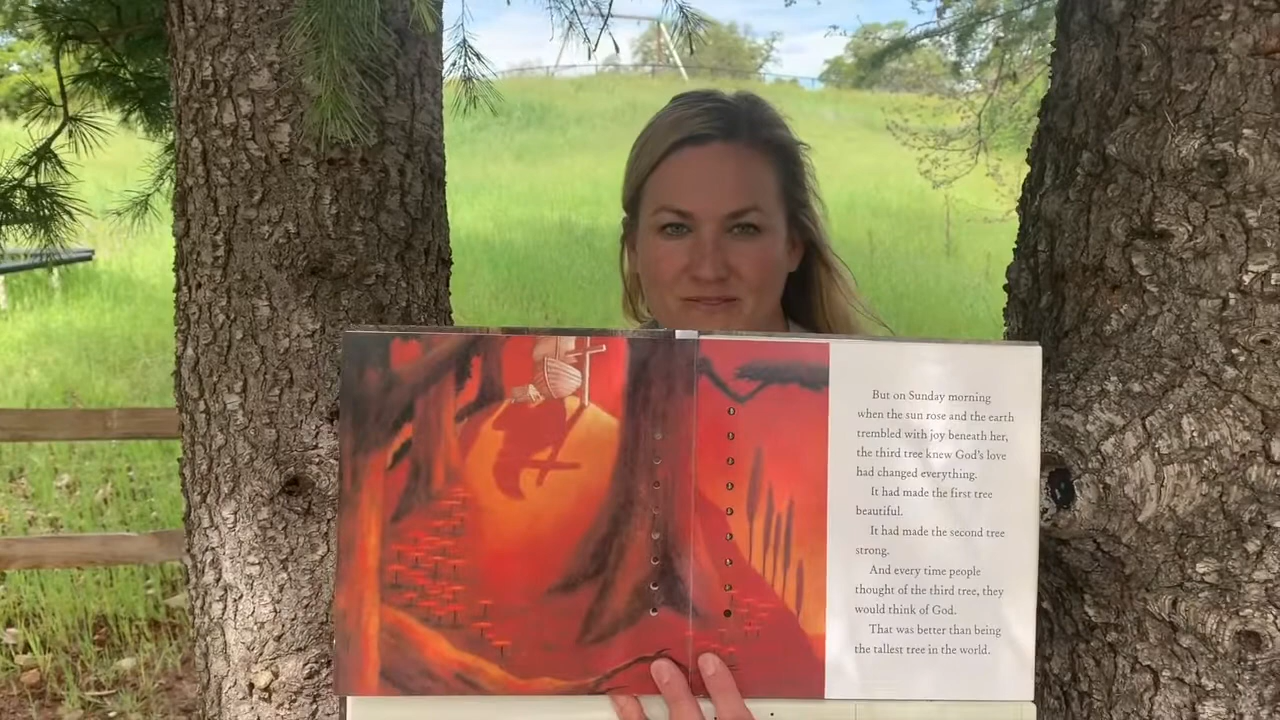 But on Sunday morning
when the sun rose and the earth
trembled with joy beneath her,
the third tree knew God's love
had changed everything.
It had made the first tree
beautiful.
It had made the second tree
strong.
And every time people
thought of the third tree, they
would think of God.
That was better than being
the tallest tree in the world.